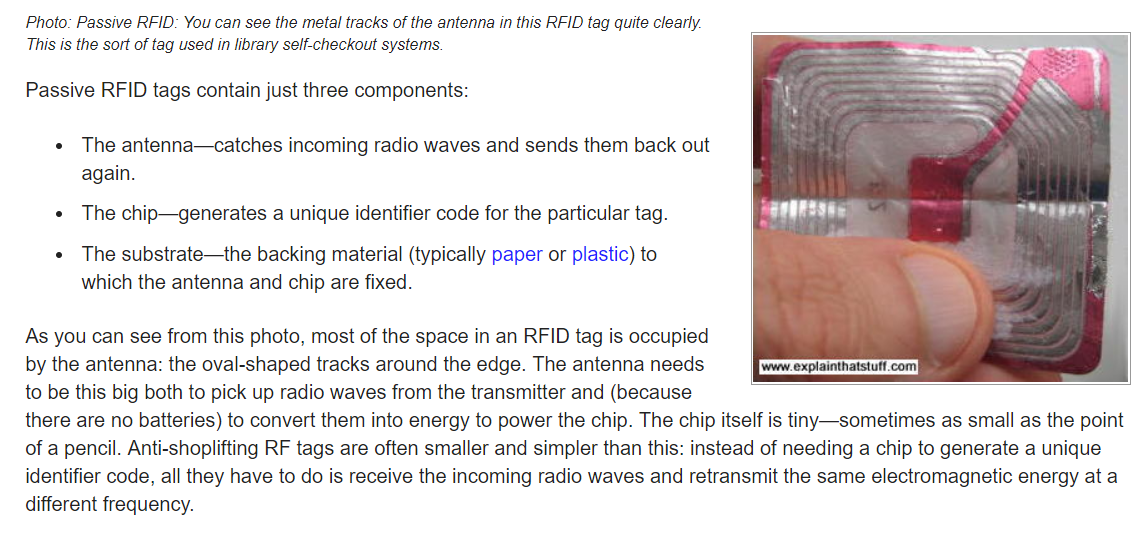 Photo: Passive RFID: You can see the metal tracks of the antenna in this RFID tag quite clearly.
This is the sort of tag used in library self-checkout systems.
Passive RFID tags contain just three components:
• The antenna—catches incoming radio waves and sends them back out
again.
• The chip—generates a unique identifier code for the particular tag.
• The substrate—the backing material (typically paper or plastic) to
which the antenna and chip are fixed.
As you can see from this photo, most of the space in an RFID tag is occupied
by the antenna: the oval-shaped tracks around the edge. The antenna needs
to be this big both to pick up radio waves from the transmitter and (because
there are no batteries) to convert them into energy to power the chip. The chip itself is tiny—sometimes as small as the point
of a pencil. Anti-shoplifting RF tags are often smaller and simpler than this: instead of needing a chip to generate a unique
identifier code, all they have to do is receive the incoming radio waves and retransmit the same electromagnetic energy at a
different frequency.
www.explainthatstuff.com